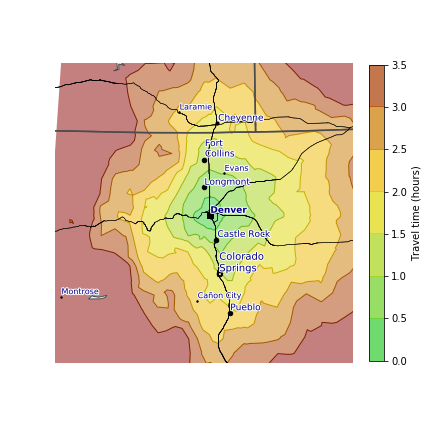 Laramie
Cheyenne
Fort
Collins
Evans
Longmont
Denver
Castle Rock
Colorado
Springs
Montrose
Cañon City
Pueblo
3.5
3.0
2.5
2.0
1.5
1.0
0.5
0.0
Travel time (hours)